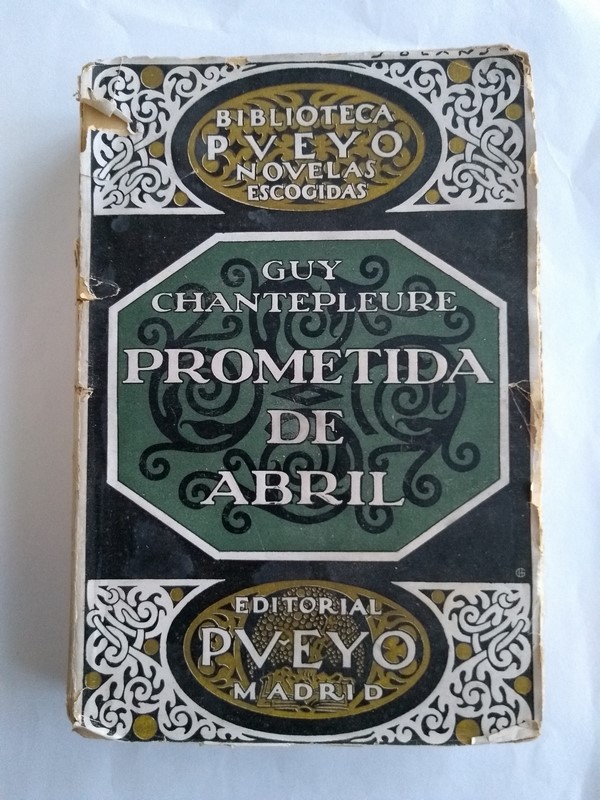 BIBLIOTECA
PVEYO
NOVELAS
ESCOGIDAS
GUY
CHANTEPLEURE
PROMETIDA
DE
ABRIL
EDITORIAL
PVEYO
MADRID